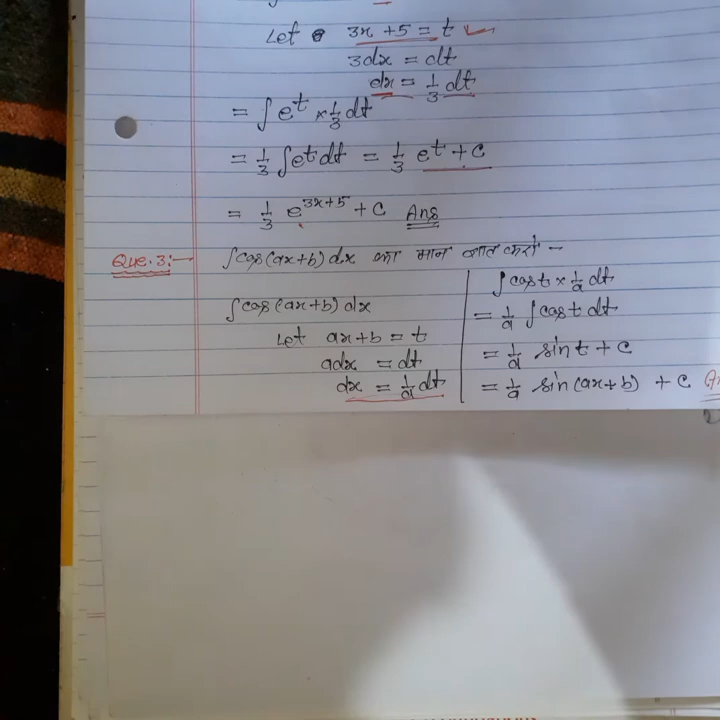 Let 3x + 5 = t
3dx = dt
dx = 1/3 dt
= ∫ e^t × 1/3 dt
= 1/3 ∫ e^t dt = 1/3 e^t + c
= 1/3 e^(3x+5) + c Ans
Que. 3:- ∫ cos(ax+b) dx का मान ज्ञात करो -
∫ cos(ax+b) dx
Let ax+b = t
adx = dt
dx = 1/a dt
∫ cos t × 1/a dt
= 1/a ∫ cos t dt
= 1/a sin t + c
= 1/a sin(ax+b) + c